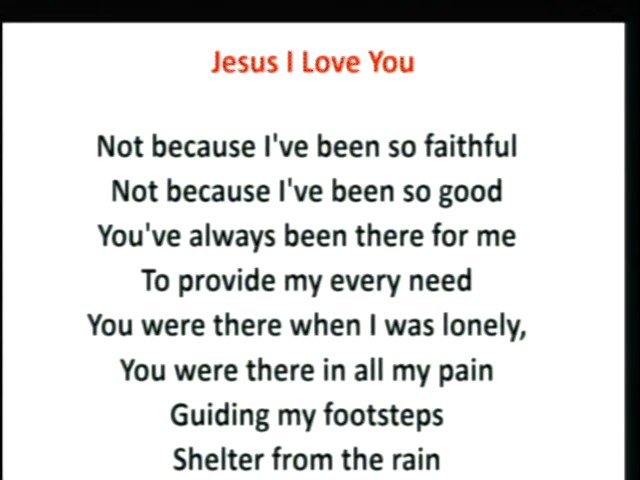 Jesus I Love You
Not because I've been so faithful
Not because I've been so good
You've always been there for me
To provide my every need
You were there when I was lonely,
You were there in all my pain
Guiding my footsteps
Shelter from the rain